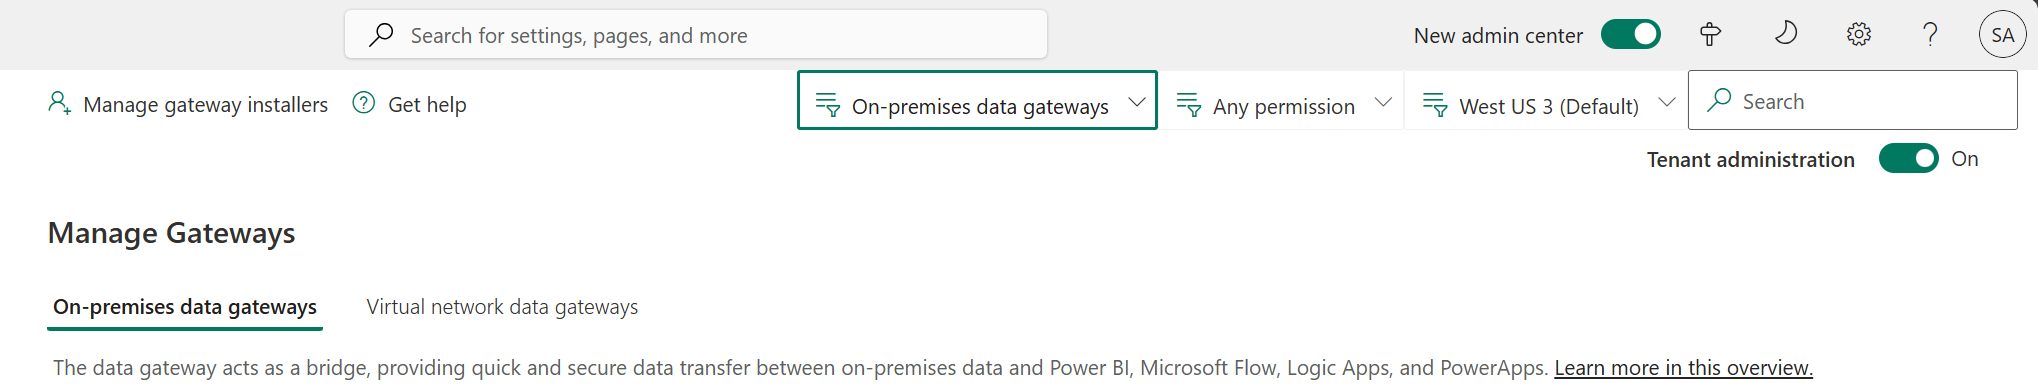 Search for settings, pages, and more
New admin center
SA
Manage gateway installers
Get help
On-premises data gateways
Any permission
West US 3 (Default)
Search
Tenant administration
On
Manage Gateways
On-premises data gateways
Virtual network data gateways
The data gateway acts as a bridge, providing quick and secure data transfer between on-premises data and Power BI, Microsoft Flow, Logic Apps, and PowerApps. Learn more in this overview.